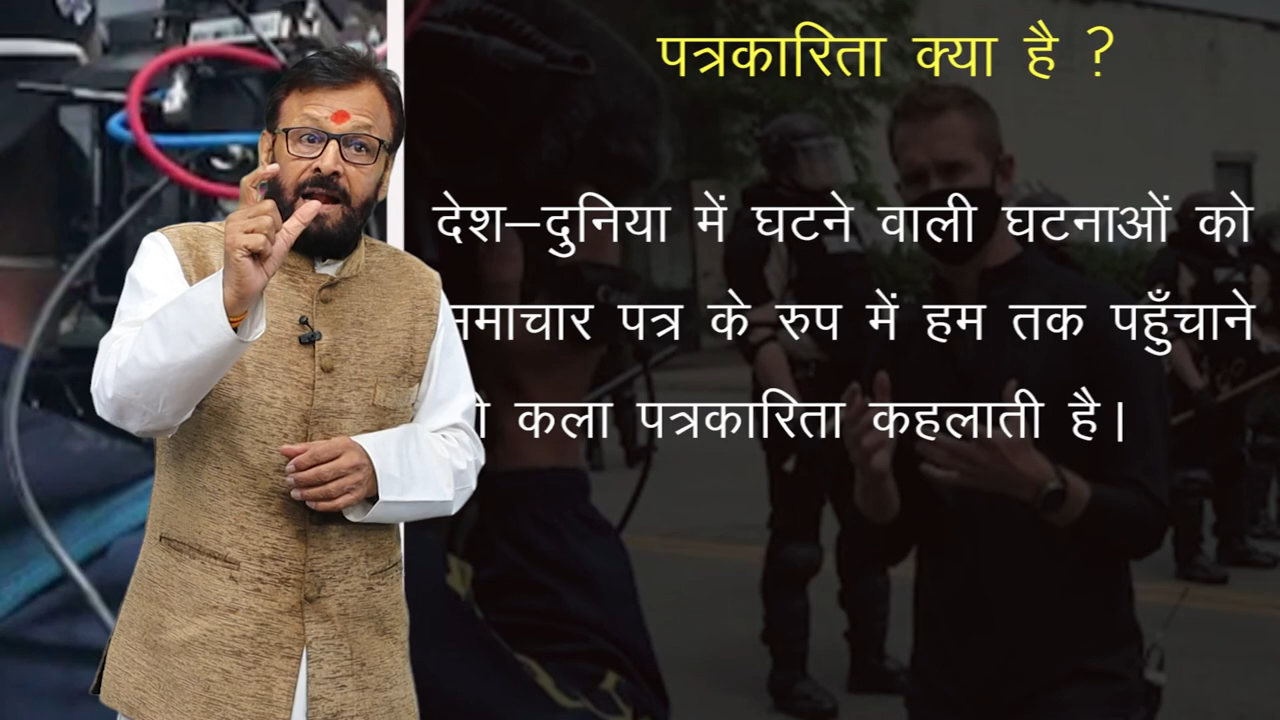 पत्रकारिता क्या है ?
देश–दुनिया में घटने वाली घटनाओं को
पत्र के रुप में हम तक पहुँचाने
कला पत्रकारिता कहलाती है।